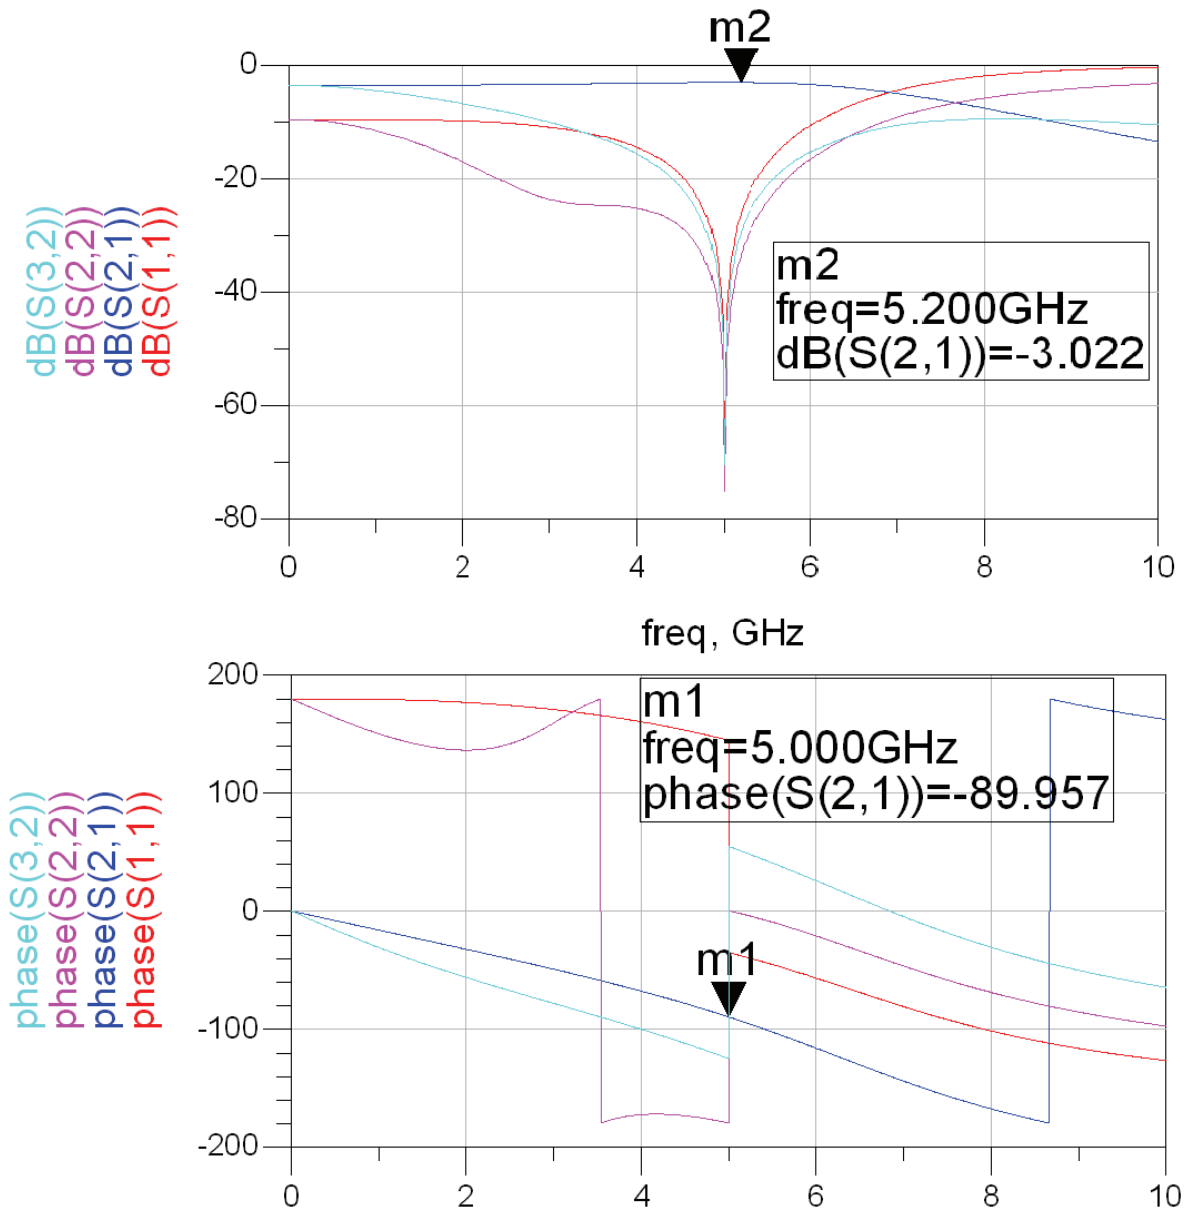 m2
0
-20
-40
-60
-80
dB(S(3,2))
dB(S(2,2))
dB(S(2,1))
dB(S(1,1))
m2
freq=5.200GHz
dB(S(2,1))=-3.022
0 2 4 6 8 10
freq, GHz
200
100
0
-100
-200
phase(S(3,2))
phase(S(2,2))
phase(S(2,1))
phase(S(1,1))
m1
freq=5.000GHz
phase(S(2,1))=-89.957
m1
0 2 4 6 8 10